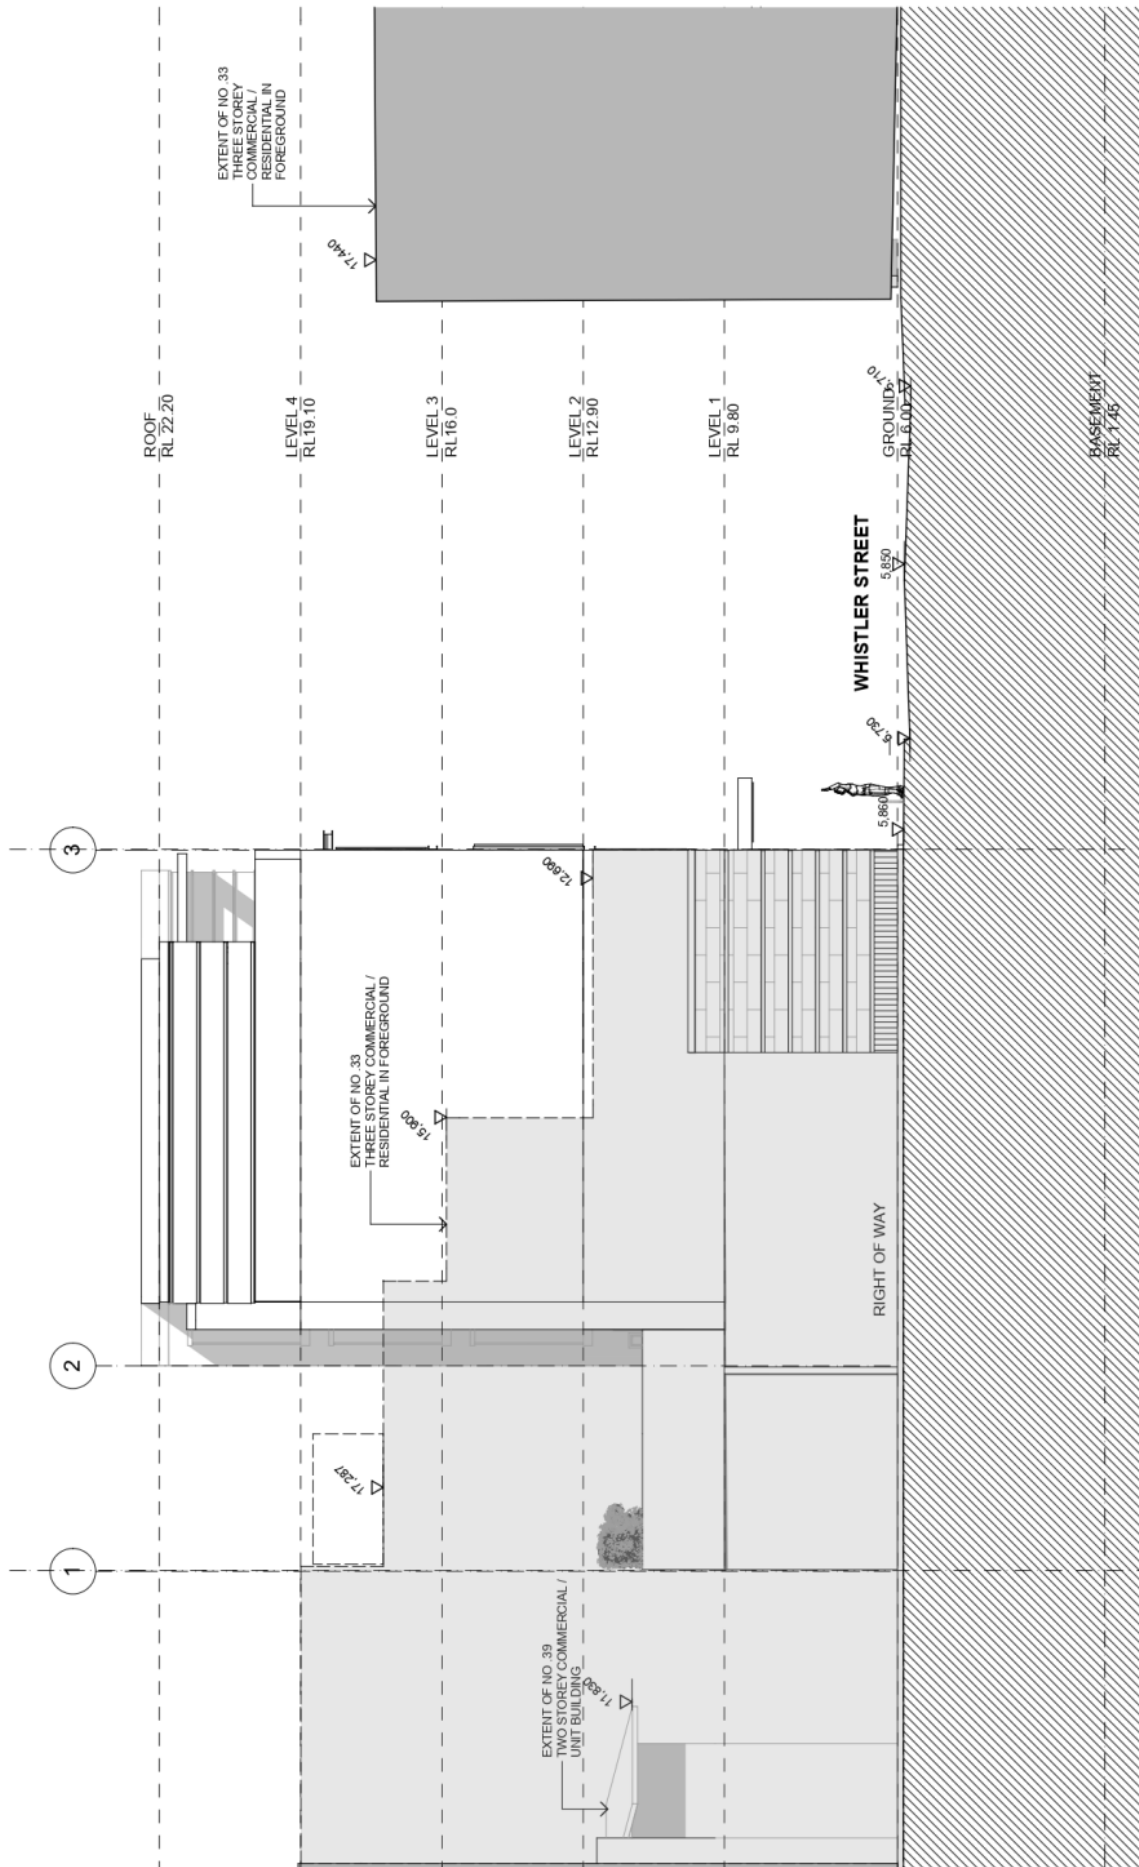 EXTENT OF NO .33
THREE STOREY
COMMERCIAL /
RESIDENTIAL IN
FOREGROUND
17,440
ROOF
RL 22.20
LEVEL 4
RL19.10
LEVEL 3
RL16.0
LEVEL 2
RL12.90
LEVEL 1
RL 9.80
GROUND
RL 6.00
BASEMENT
RL 1.45
5,710
WHISTLER STREET
5,850
5,730
5,860
3
12,690
EXTENT OF NO .33
THREE STOREY COMMERCIAL /
RESIDENTIAL IN FOREGROUND
15,900
RIGHT OF WAY
2
17,287
1
EXTENT OF NO .39
TWO STOREY COMMERCIAL /
UNIT BUILDING
11,830